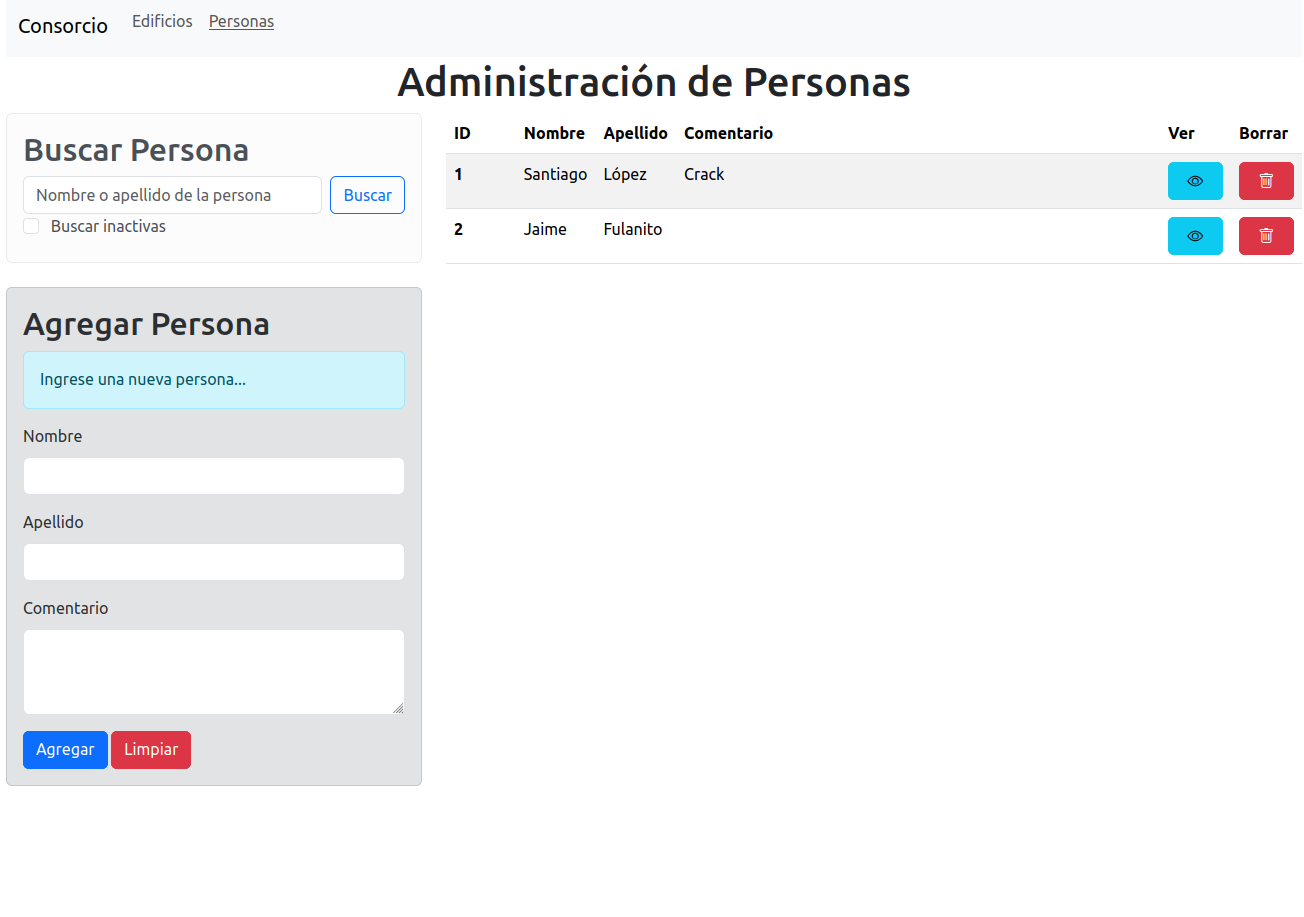 Consorcio Edificios Personas
Administración de Personas
Buscar Persona
Nombre o apellido de la persona Buscar
Buscar inactivas
Agregar Persona
Ingrese una nueva persona...
Nombre
Apellido
Comentario
Agregar Limpiar
ID Nombre Apellido Comentario Ver Borrar
1 Santiago López Crack
2 Jaime Fulanito